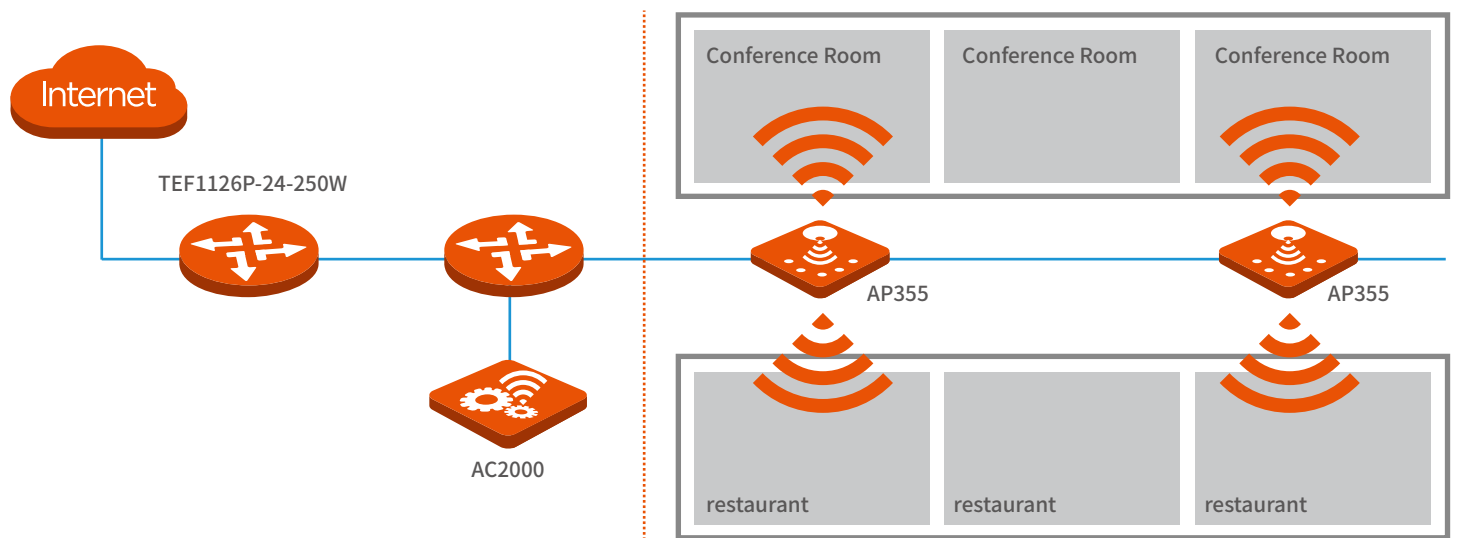 Internet
TEF1126P-24-250W
AC2000
Conference Room
Conference Room
Conference Room
AP355
AP355
restaurant
restaurant
restaurant